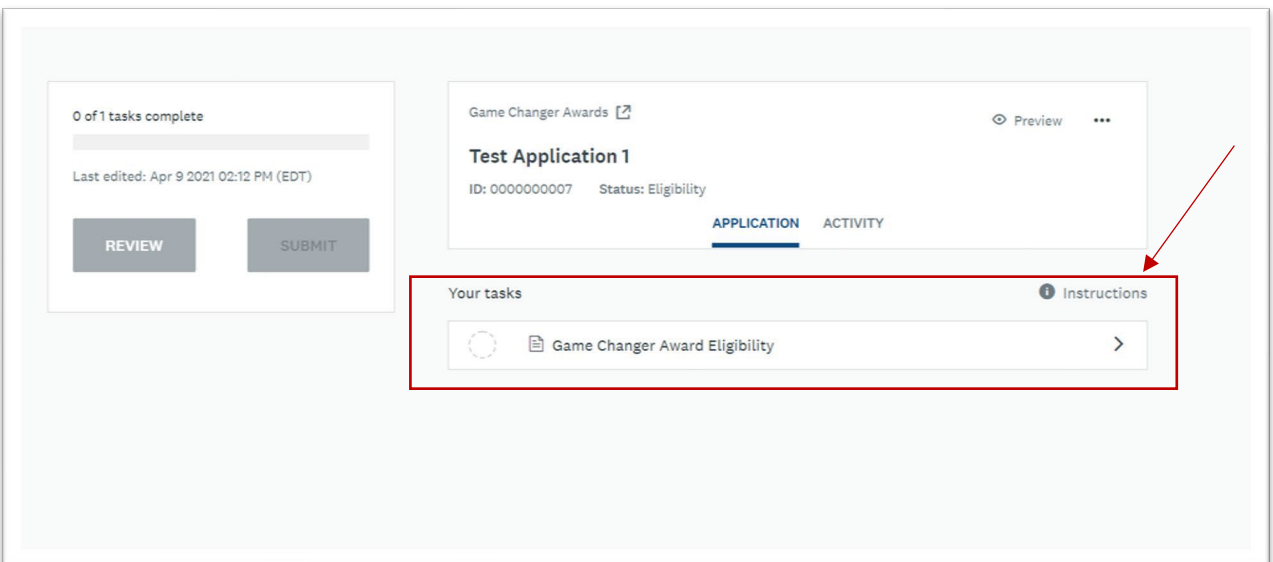 0 of 1 tasks complete
Last edited: Apr 9 2021 02:12 PM (EDT)
REVIEW
SUBMIT
Game Changer Awards
Preview
Test Application 1
ID: 0000000007 Status: Eligibility
APPLICATION ACTIVITY
Your tasks
Instructions
Game Changer Award Eligibility